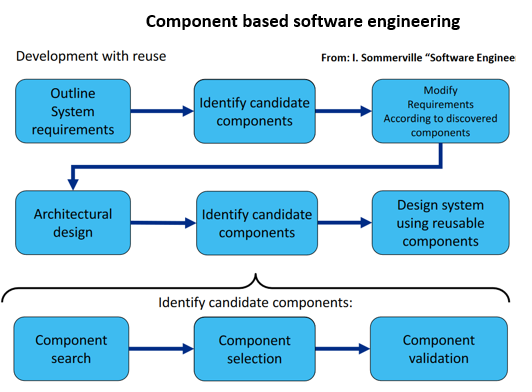 Component based software engineering
Development with reuse
From: I. Sommerville “Software Enginee
Outline
System
requirements
Identify candidate
components
Modify
Requirements
According to discovered
components
Architectural
design
Identify candidate
components
Design system
using reusable
components
Identify candidate components:
Component
search
Component
selection
Component
validation